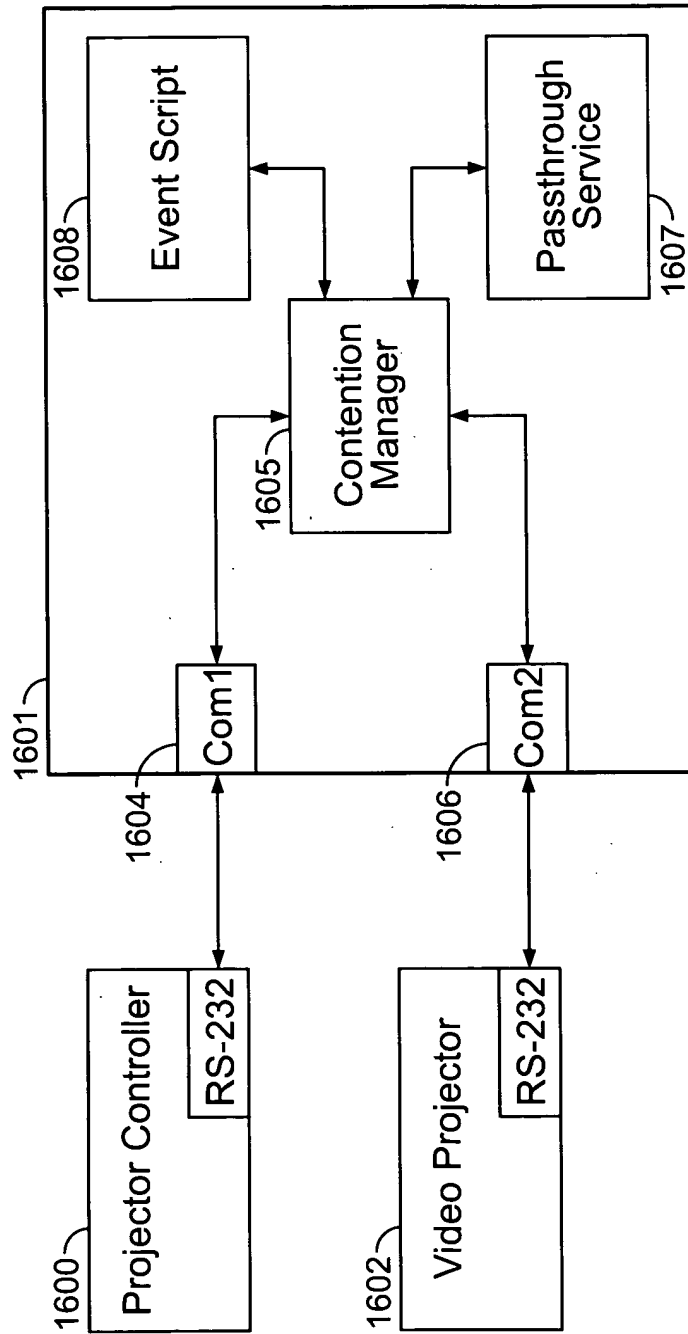 1600
Projector Controller
RS-232
1602
Video Projector
RS-232
1601
1604
Com1
1606
Com2
1605
Contention
Manager
1608
Event Script
Passthrough
Service
1607